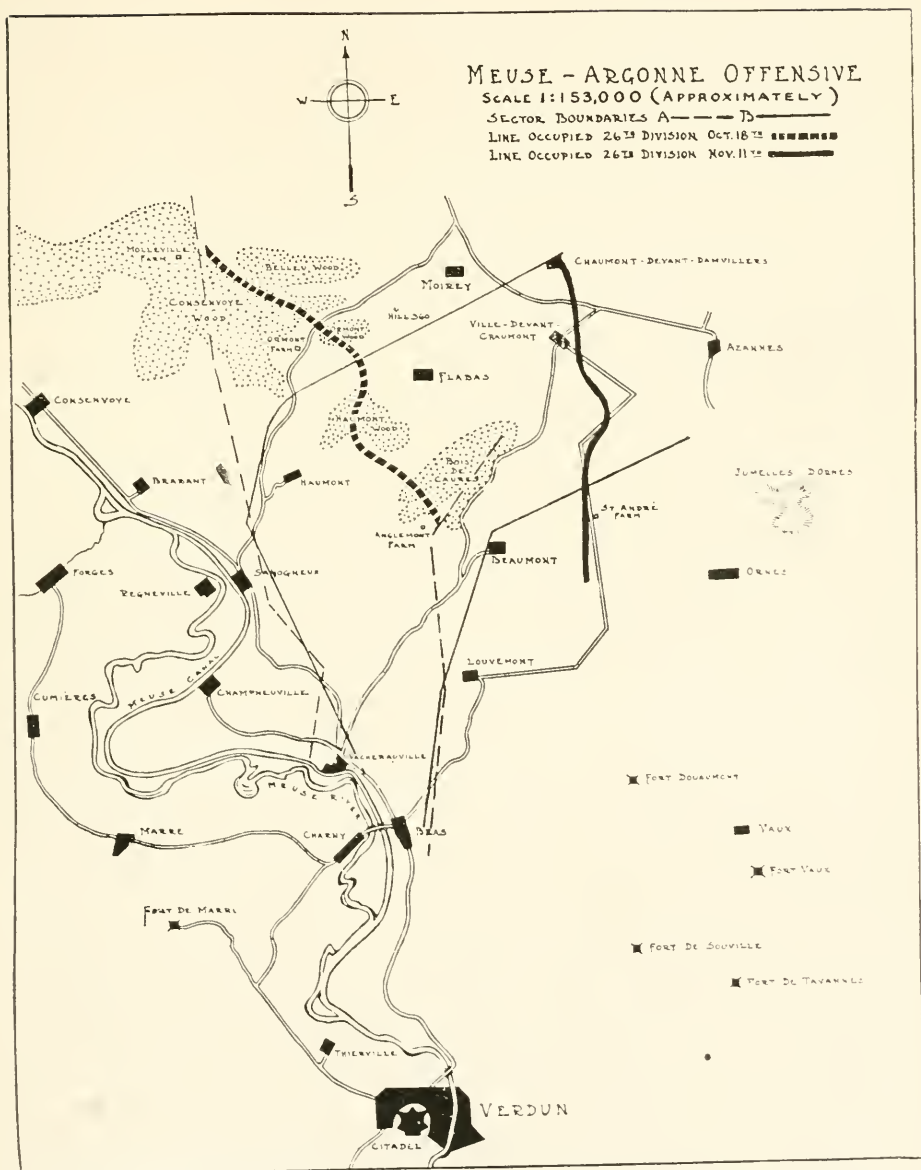 N
W
E
S
MEUSE - ARGONNE OFFENSIVE
SCALE 1:153,000 (APPROXIMATELY)
SECTOR BOUNDARIES A — — — B ———
LINE OCCUPIED 26TH DIVISION OCT. 18TH
LINE OCCUPIED 26TH DIVISION NOV. 11TH
MOLLEVILLE
FARM
BELLEU WOOD
CHAUMONT-DEVANT-DAMVILLERS
MOIREY
CONSENVOYE
WOOD
HILL 360
ORMONT
FARM
WOOD
VILLE-DEVANT-
CHAUMONT
AZANNES
FLABAS
CONSENVOYE
HAUMONT
WOOD
BOIS
DE
CAURES
BRABANT
HAUMONT
JUMELLES D'ORNES
ANGLEMONT
FARM
ST ANDRÉ
FARM
BEAUMONT
FORGES
SAMOGNEUX
REGNEVILLE
ORNES
LOUVEMONT
MEUSE CANAL
CHAMPNEUVILLE
CUMIÈRES
VACHERAUVILLE
FORT DOUAUMONT
MEUSE RIVER
MARRE
CHARNY
BRAS
VAUX
FORT VAUX
FORT DE MARRE
FORT DE SOUVILLE
FORT DE TAVANNES
THIERVILLE
VERDUN
CITADEL